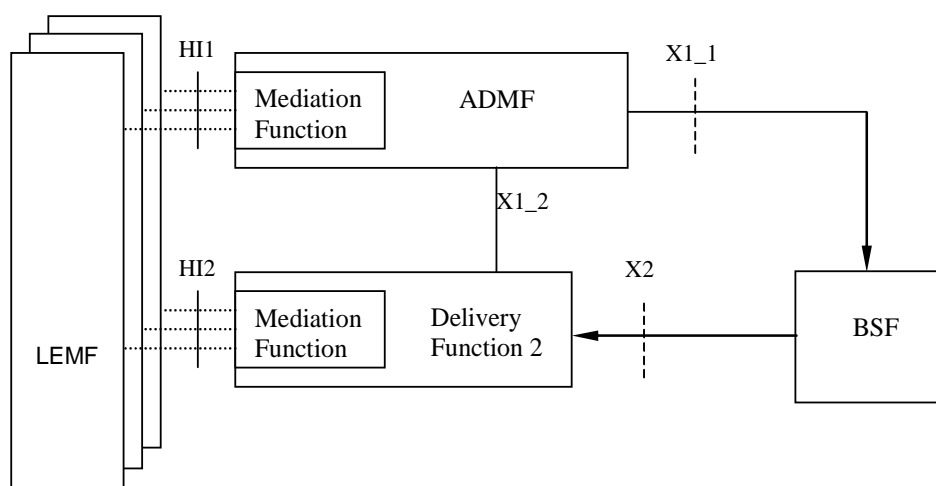 HI1
X1_1
Mediation
Function
ADMF
X1_2
HI2
X2
Mediation
Function
Delivery
Function 2
BSF
LEMF